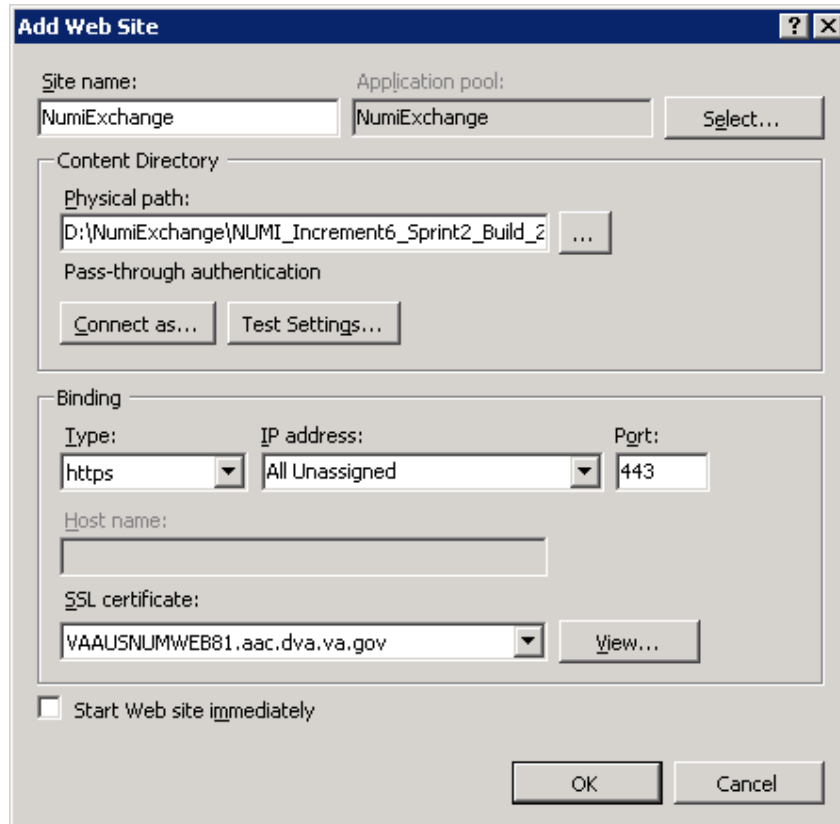 Add Web Site
Site name: Application pool:
NumiExchange NumiExchange Select...
Content Directory
Physical path:
D:\NumiExchange\NUMI_Increment6_Sprint2_Build_2 ...
Pass-through authentication
Connect as... Test Settings...
Binding
Type: IP address: Port:
https All Unassigned 443
Host name:
SSL certificate:
VAAUSNUMWEB81.aac.dva.va.gov View...
Start Web site immediately
OK Cancel